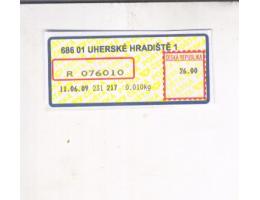 686 01 UHERSKÉ HRADIŠTĚ 1
ČESKÁ REPUBLIKA
R 076010
26.00
11.06.09 231 217 0.010kg